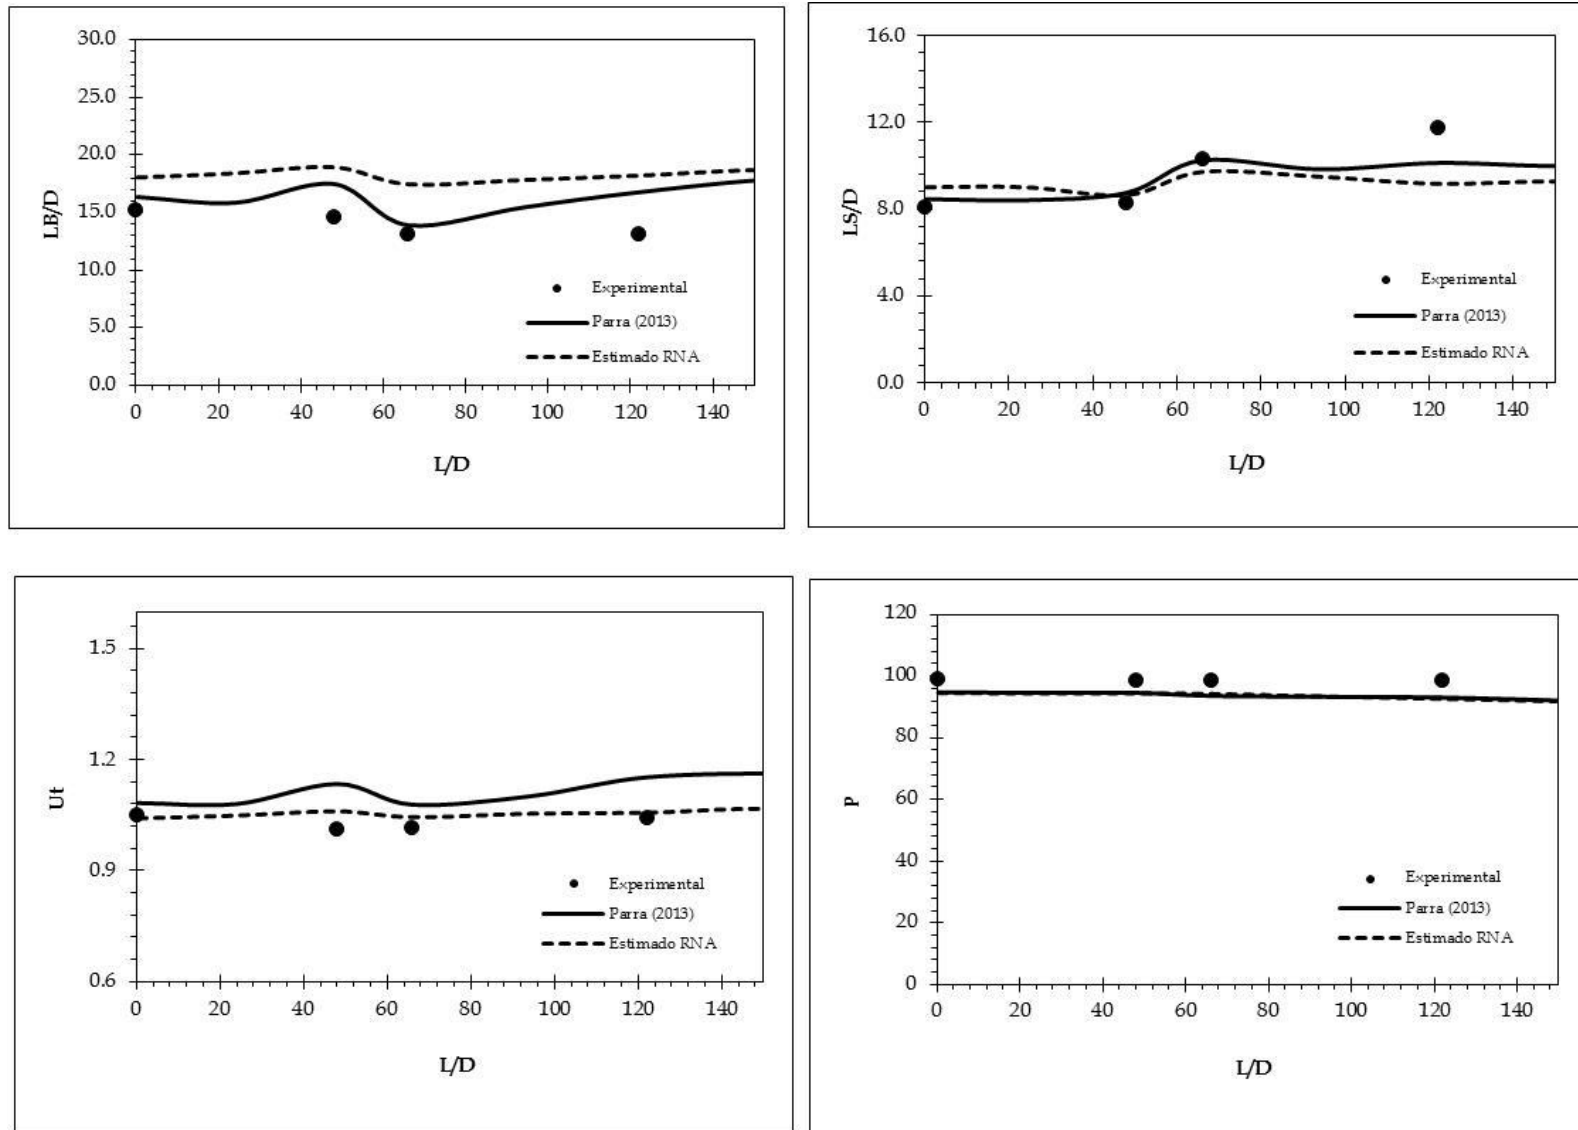 30.0
25.0
20.0
15.0
10.0
5.0
0.0
LB/D
Experimental
Parra (2013)
Estimado RNA
0 20 40 60 80 100 120 140
L/D
16.0
12.0
8.0
4.0
0.0
LS/D
Experimental
Parra (2013)
Estimado RNA
0 20 40 60 80 100 120 140
L/D
1.5
1.2
0.9
0.6
Ut
Experimental
Parra (2013)
Estimado RNA
0 20 40 60 80 100 120 140
L/D
120
100
80
60
40
20
0
P
Experimental
Parra (2013)
Estimado RNA
0 20 40 60 80 100 120 140
L/D